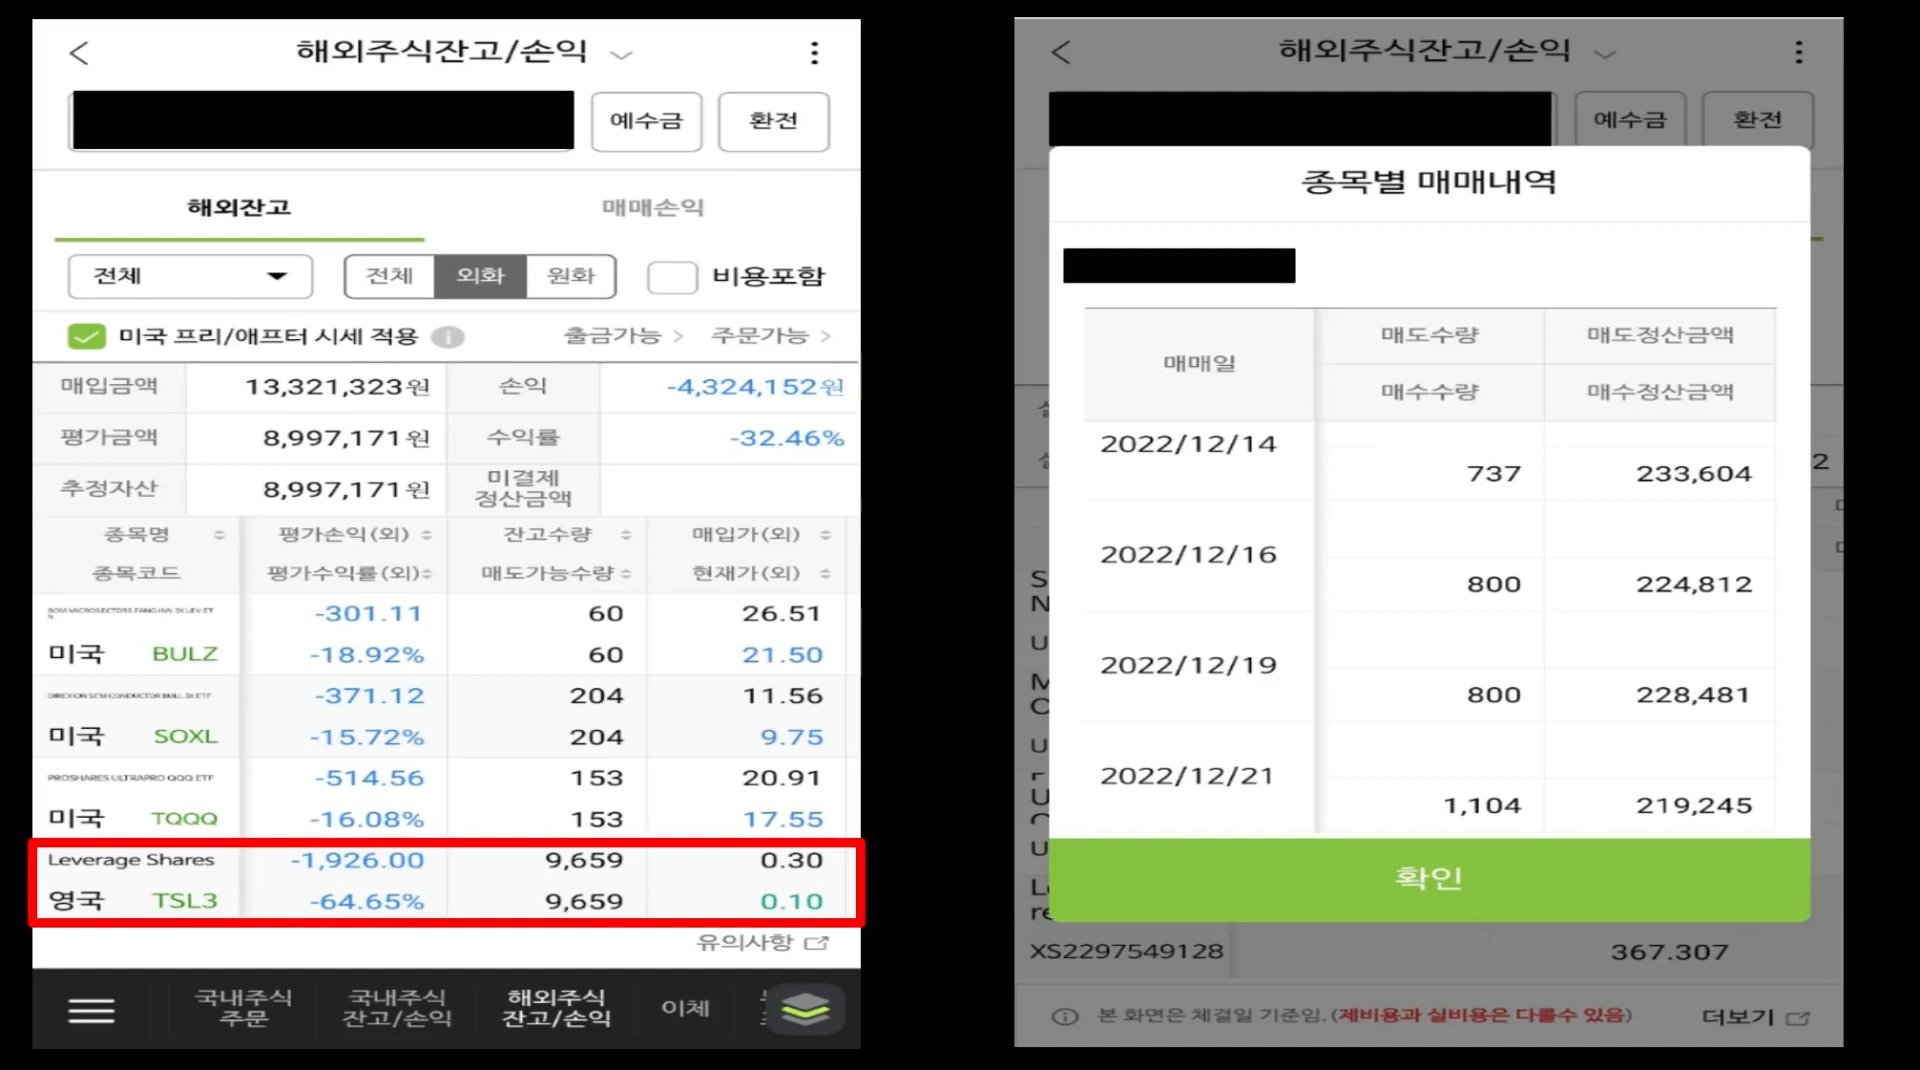 해외주식잔고/손익
예수금 환전
해외잔고 매매손익
전체 전체 외화 원화 비용포함
미국 프리/애프터 시세 적용 출금가능 > 주문가능 >
매입금액 13,321,323원 손익 -4,324,152원
평가금액 8,997,171원 수익률 -32.46%
추정자산 8,997,171원 미결제
정산금액
종목명 평가손익(외) 잔고수량 매입가(외)
종목코드 평가수익률(외) 매도가능수량 현재가(외)
-301.11 60 26.51
미국 BULZ -18.92% 60 21.50
DIREXION SEMICONDUCTOR BULL 3X ETF -371.12 204 11.56
미국 SOXL -15.72% 204 9.75
PROSHARES ULTRAPRO QQQ ETF -514.56 153 20.91
미국 TQQQ -16.08% 153 17.55
Leverage Shares -1,926.00 9,659 0.30
영국 TSL3 -64.65% 9,659 0.10
유의사항
국내주식
주문
국내주식
잔고/손익
해외주식
잔고/손익
이체
해외주식잔고/손익
예수금 환전
종목별 매매내역
매매일 매도수량 매도정산금액
매수수량 매수정산금액
2022/12/14
737 233,604
2022/12/16
800 224,812
2022/12/19
800 228,481
2022/12/21
1,104 219,245
확인
XS2297549128 367.307
본 화면은 체결일 기준임.(제비용과 실비용은 다를수 있음) 더보기